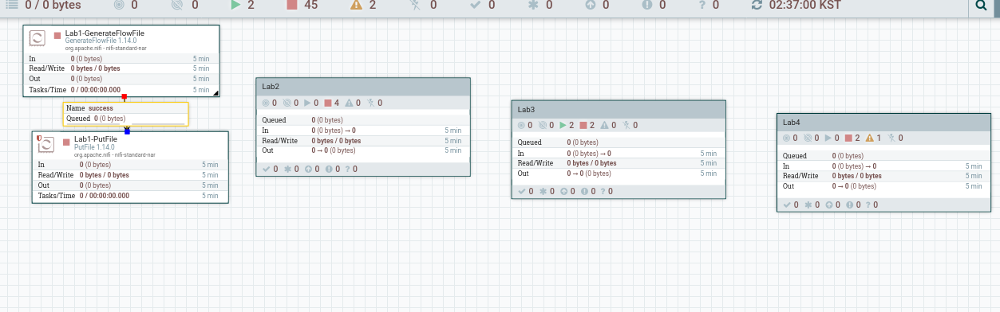 0 / 0 bytes 0 0 2 45 2 0 0 0 0 0 ? 0 02:37:00 KST
Lab1-GenerateFlowFile
GenerateFlowFile 1.14.0
org.apache.nifi - nifi-standard-nar
In 0 (0 bytes) 5 min
Read/Write 0 bytes / 0 bytes 5 min
Out 0 (0 bytes) 5 min
Tasks/Time 0 / 00:00:00.000 5 min
Name success
Queued 0 (0 bytes)
Lab1-PutFile
PutFile 1.14.0
org.apache.nifi - nifi-standard-nar
In 0 (0 bytes) 5 min
Read/Write 0 bytes / 0 bytes 5 min
Out 0 (0 bytes) 5 min
Tasks/Time 0 / 00:00:00.000 5 min
Lab2
0 0 0 4 0 0
Queued 0 (0 bytes)
In 0 (0 bytes) → 0 5 min
Read/Write 0 bytes / 0 bytes 5 min
Out 0 → 0 (0 bytes) 5 min
0 0 0 0 ? 0
Lab3
0 0 2 2 0 0
Queued 0 (0 bytes)
In 0 (0 bytes) → 0 5 min
Read/Write 0 bytes / 0 bytes 5 min
Out 0 → 0 (0 bytes) 5 min
0 0 0 0 ? 0
Lab4
0 0 0 2 1 0
Queued 0 (0 bytes)
In 0 (0 bytes) → 0 5 min
Read/Write 0 bytes / 0 bytes 5 min
Out 0 → 0 (0 bytes) 5 min
0 0 0 0 ? 0